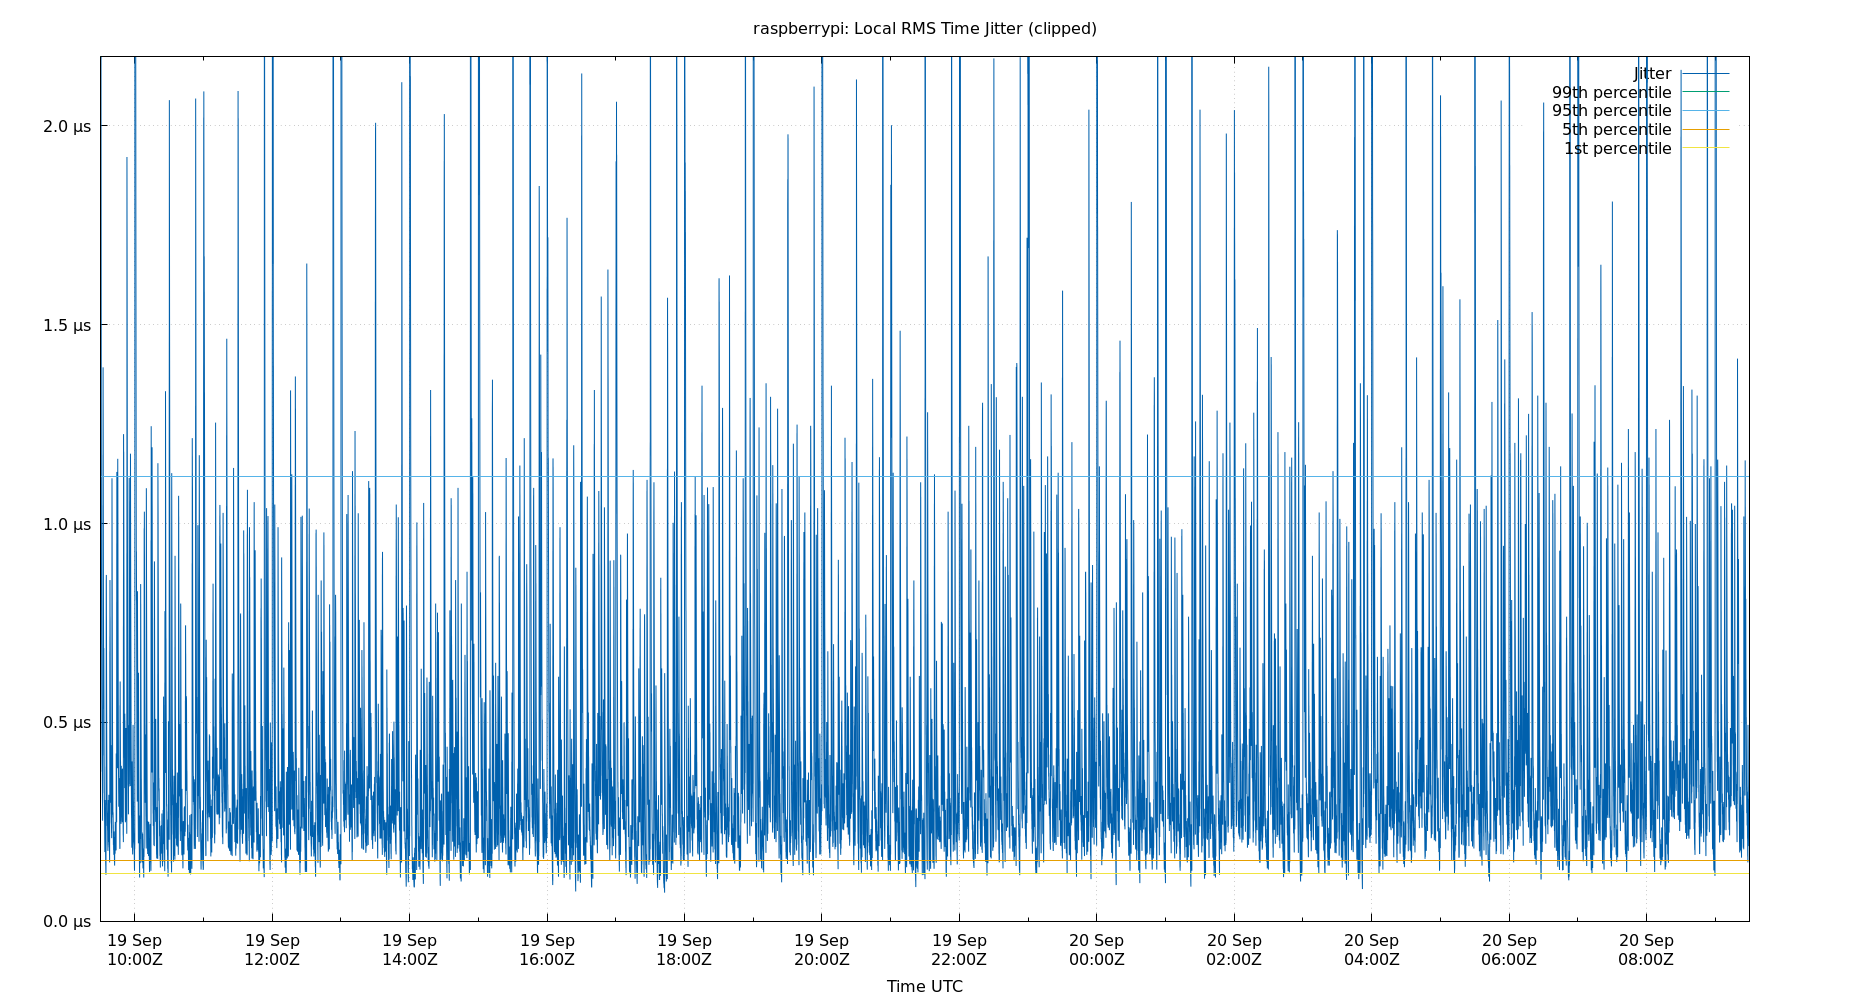 raspberrypi: Local RMS Time Jitter (clipped)
Jitter
99th percentile
95th percentile
5th percentile
1st percentile
2.0 µs
1.5 µs
1.0 µs
0.5 µs
0.0 µs
19 Sep 19 Sep 19 Sep 19 Sep 19 Sep 19 Sep 19 Sep 20 Sep 20 Sep 20 Sep 20 Sep 20 Sep
10:00Z 12:00Z 14:00Z 16:00Z 18:00Z 20:00Z 22:00Z 00:00Z 02:00Z 04:00Z 06:00Z 08:00Z
Time UTC